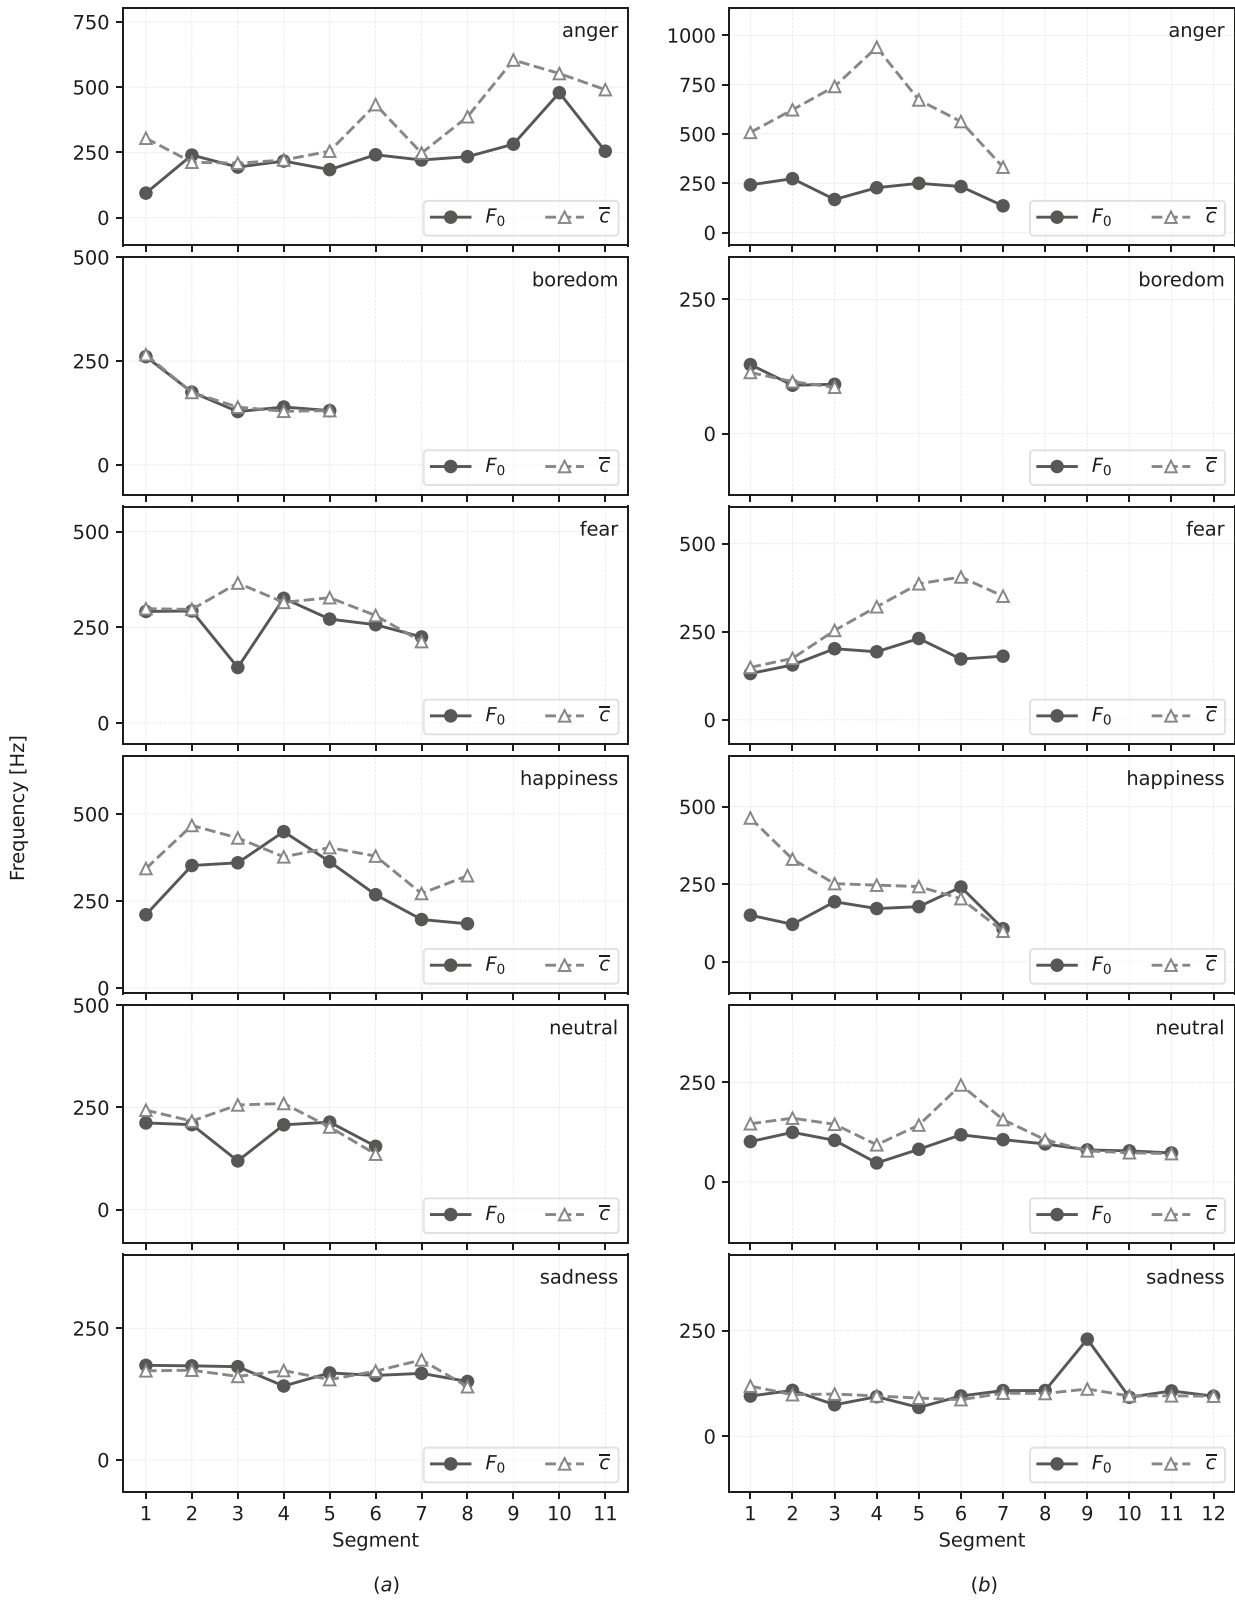 Frequency [Hz]
750
500
250
0
anger
F0 c̅
500
250
0
boredom
F0 c̅
500
250
0
fear
F0 c̅
500
250
0
happiness
F0 c̅
500
250
0
neutral
F0 c̅
250
0
sadness
F0 c̅
1 2 3 4 5 6 7 8 9 10 11
Segment
(a)
1000
750
500
250
0
anger
F0 c̅
250
0
boredom
F0 c̅
500
250
0
fear
F0 c̅
500
250
0
happiness
F0 c̅
250
0
neutral
F0 c̅
250
0
sadness
F0 c̅
1 2 3 4 5 6 7 8 9 10 11 12
Segment
(b)